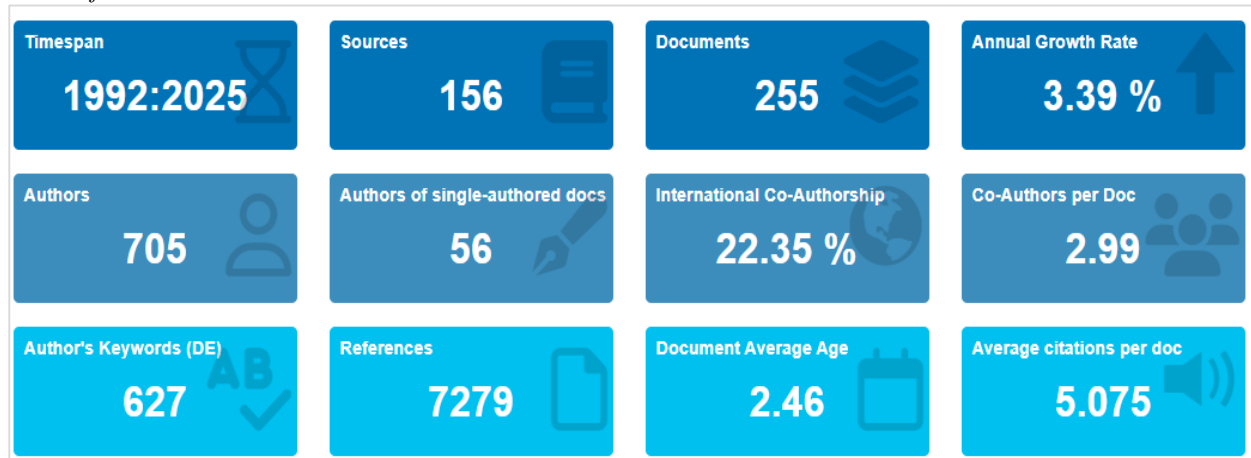 Timespan
1992:2025
Sources
156
Documents
255
Annual Growth Rate
3.39 %
Authors
705
Authors of single-authored docs
56
International Co-Authorship
22.35 %
Co-Authors per Doc
2.99
Author's Keywords (DE)
AB
627
References
7279
Document Average Age
2.46
Average citations per doc
5.075